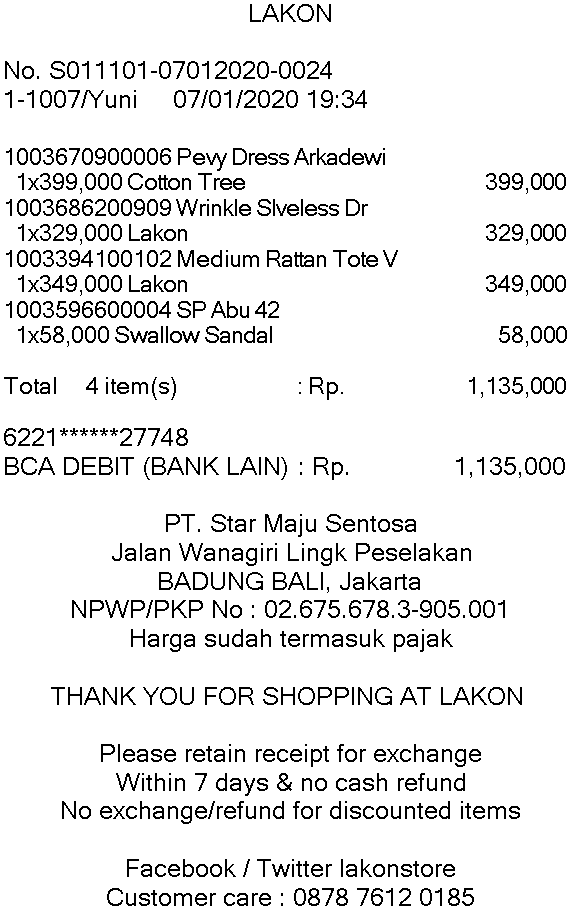 LAKON
No. S011101-07012020-0024
1-1007/Yuni 07/01/2020 19:34
1003670900006 Pevy Dress Arkadewi
1x399,000 Cotton Tree 399,000
1003686200909 Wrinkle Slveless Dr
1x329,000 Lakon 329,000
1003394100102 Medium Rattan Tote V
1x349,000 Lakon 349,000
1003596600004 SP Abu 42
1x58,000 Swallow Sandal 58,000
Total 4 item(s) : Rp. 1,135,000
6221******27748
BCA DEBIT (BANK LAIN) : Rp. 1,135,000
PT. Star Maju Sentosa
Jalan Wanagiri Lingk Peselakan
BADUNG BALI, Jakarta
NPWP/PKP No : 02.675.678.3-905.001
Harga sudah termasuk pajak
THANK YOU FOR SHOPPING AT LAKON
Please retain receipt for exchange
Within 7 days & no cash refund
No exchange/refund for discounted items
Facebook / Twitter lakonstore
Customer care : 0878 7612 0185